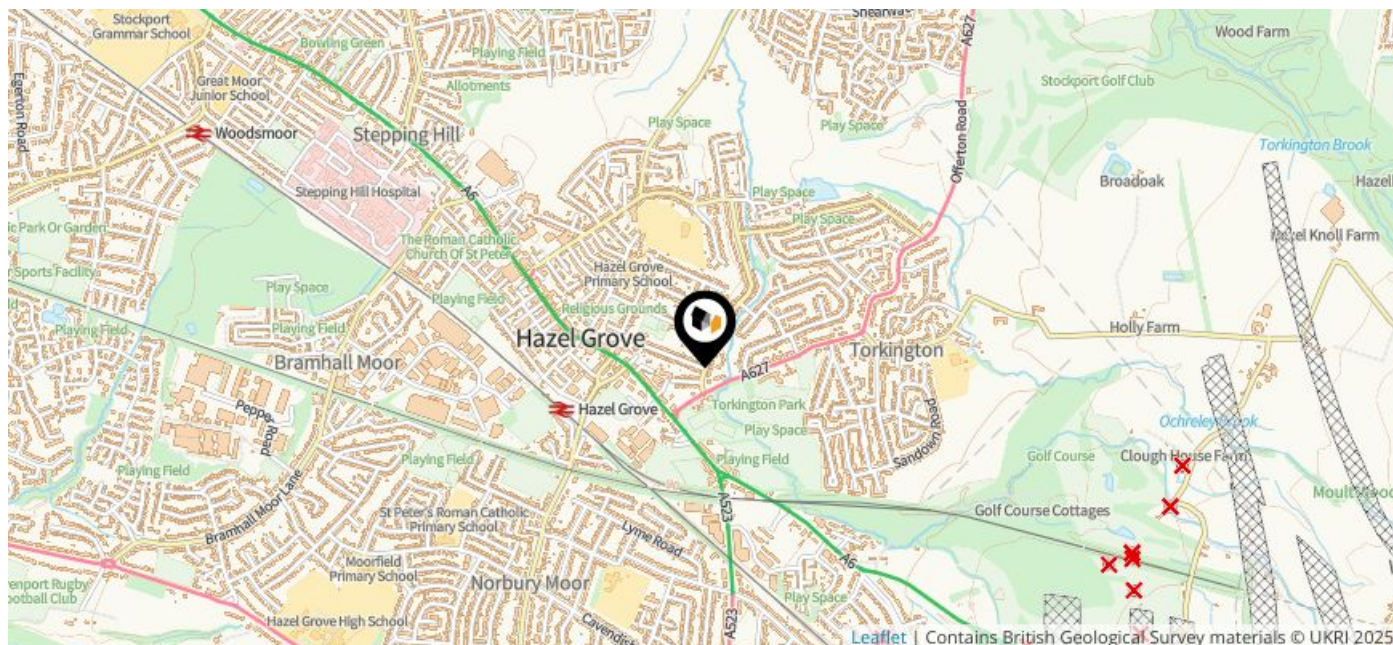 Stockport
Grammar School
Bowling Green
Playing Field
Great Moor
Junior School
Allotments
Egerton Road
Woodsmoor
Stepping Hill
Stepping Hill Hospital
A6
Play Space
Play Space
A627
Wood Farm
Stockport Golf Club
Offerton Road
Torkington Brook
Broadoak
Play Space
Play Space
Hazel Knoll Farm
ic Park Or Garden
The Roman Catholic
Church Of St Peter
r Sports Facility
Play Space
Playing Field
Hazel Grove
Primary School
Religious Grounds
Playing Field
Playing Field
Hazel Grove
Bramhall Moor
Holly Farm
Torkington
A627
Hazel Grove
Torkington Park
Play Space
Pepper Road
Sandown Road
Ochreley Brook
Playing Field
Playing Field
Playing Field
Golf Course
Clough House Farm
Bramhall Moor Lane
St Peter's Roman Catholic
Primary School
A523
Golf Course Cottages
Lyme Road
Moorfield
Primary School
A6
Norbury Moor
Play Space
Hazel Grove High School
Cavendish
A523
Leaflet | Contains British Geological Survey materials © UKRI 2025